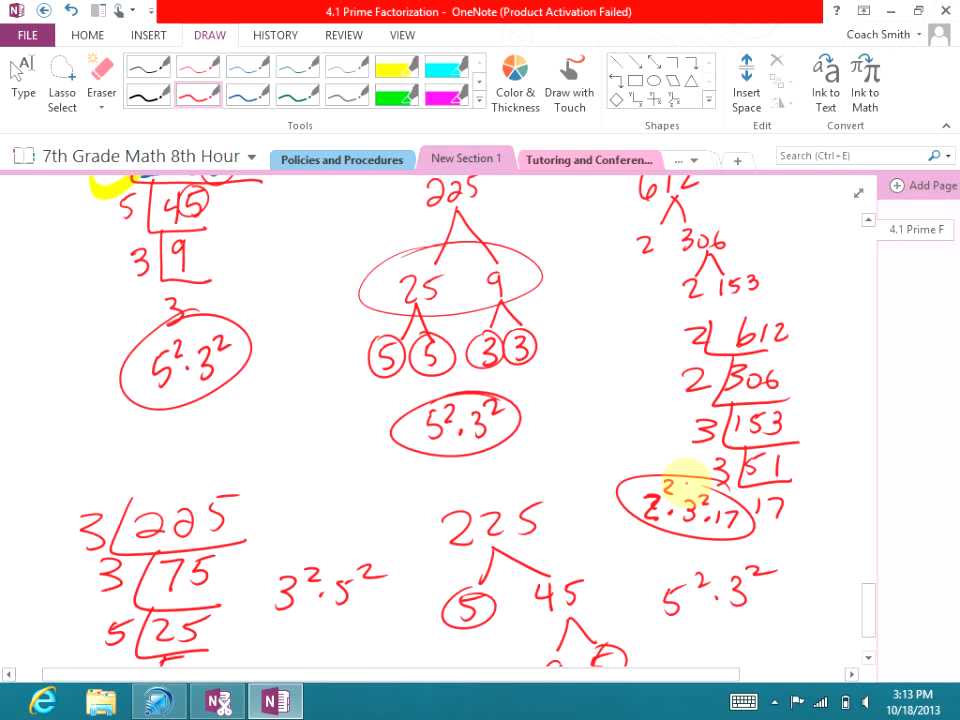 4.1 Prime Factorization - OneNote (Product Activation Failed)
FILE HOME INSERT DRAW HISTORY REVIEW VIEW Coach Smith
Type Lasso Select Eraser Color & Thickness Draw with Touch Insert Space Ink to Text Ink to Math
Tools Shapes Edit Convert
7th Grade Math 8th Hour Policies and Procedures New Section 1 Tutoring and Conferen... ... Search (Ctrl+E)
Add Page
4.1 Prime F
5 45
3 9
3
5².3²
225
25 9
5 5 3 3
5².3²
612
2 306
2 153
2 612
2 306
3 153
3 51
17
2².3².17
3 225
3 75
5 25
5
3².5²
225
5 45
5
5².3²
3:13 PM
10/18/2013